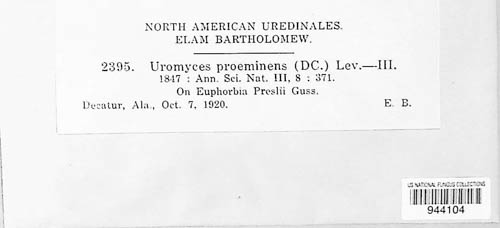 NORTH AMERICAN UREDINALES.
ELAM BARTHOLOMEW.
2395. Uromyces proeminens (DC.) Lev.—III.
1847 : Ann. Sci. Nat. III, 8 : 371.
On Euphorbia Preslii Guss.
Decatur, Ala., Oct. 7, 1920. E. B.
US NATIONAL FUNGUS COLLECTIONS
944104